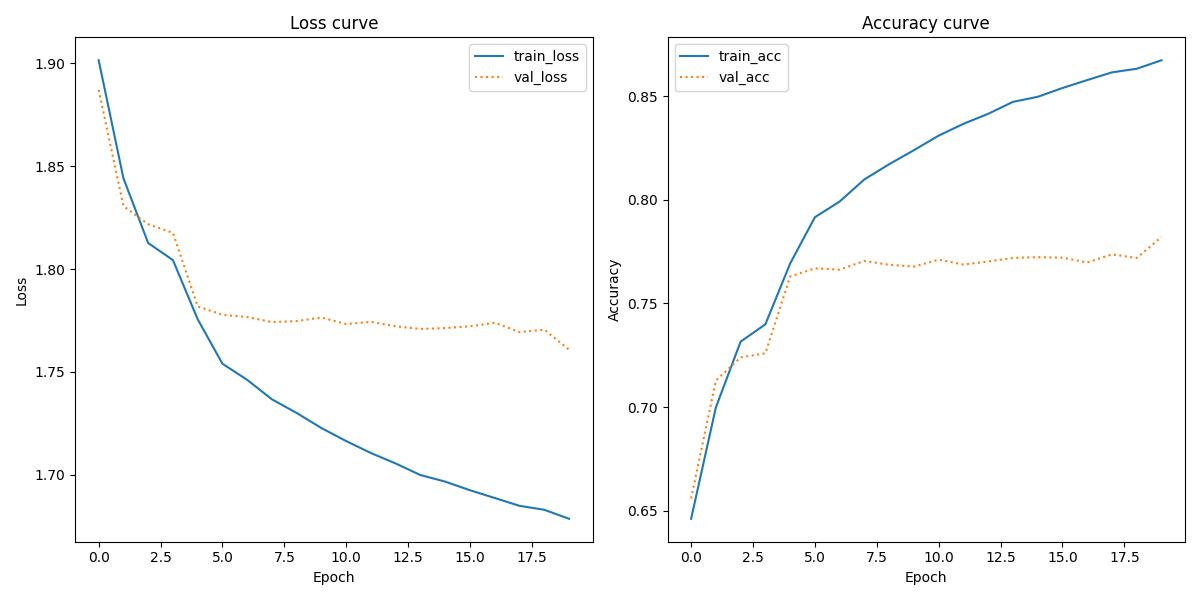 Loss curve
1.90
1.85
1.80
1.75
1.70
Loss
0.0 2.5 5.0 7.5 10.0 12.5 15.0 17.5
Epoch
train_loss
val_loss
Accuracy curve
0.85
0.80
0.75
0.70
0.65
Accuracy
0.0 2.5 5.0 7.5 10.0 12.5 15.0 17.5
Epoch
train_acc
val_acc